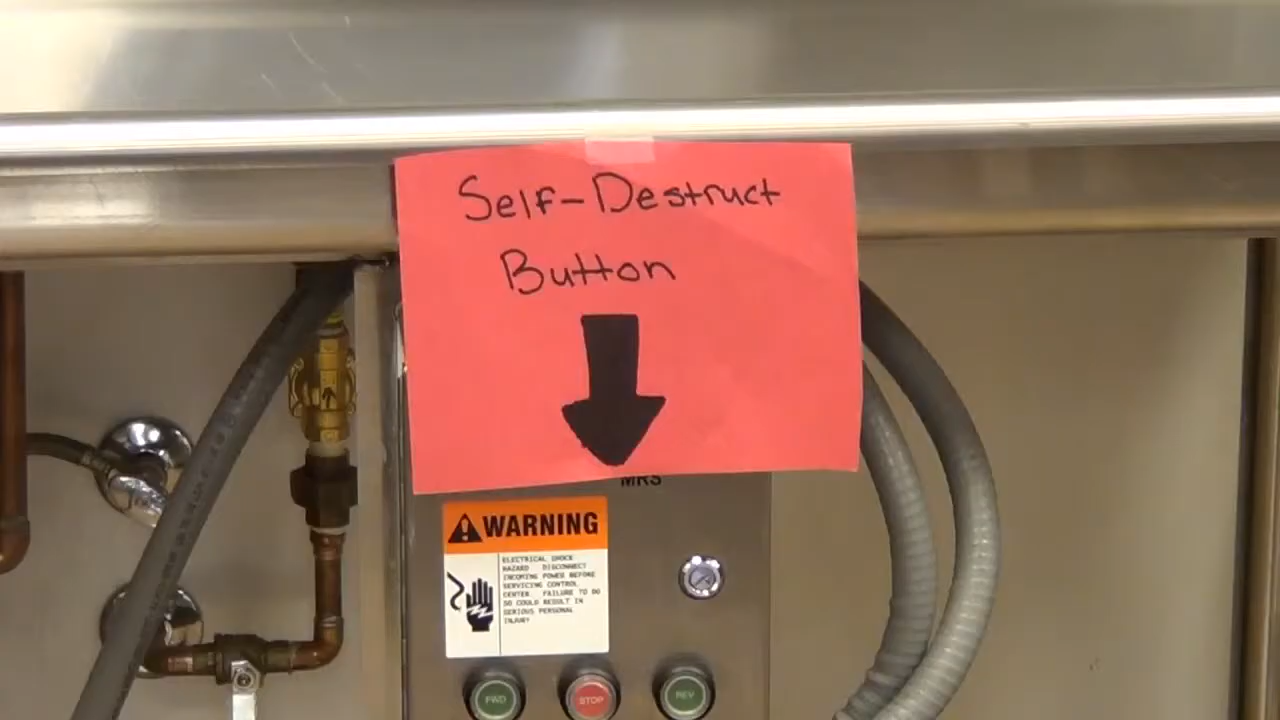 Self-Destruct
Button
MRS
WARNING
ELECTRICAL SHOCK
HAZARD DISCONNECT
INCOMING POWER BEFORE
SERVICING CONTROL
CENTER. FAILURE TO DO
SO COULD RESULT IN
SERIOUS PERSONAL
INJURY
FWD
STOP
REV